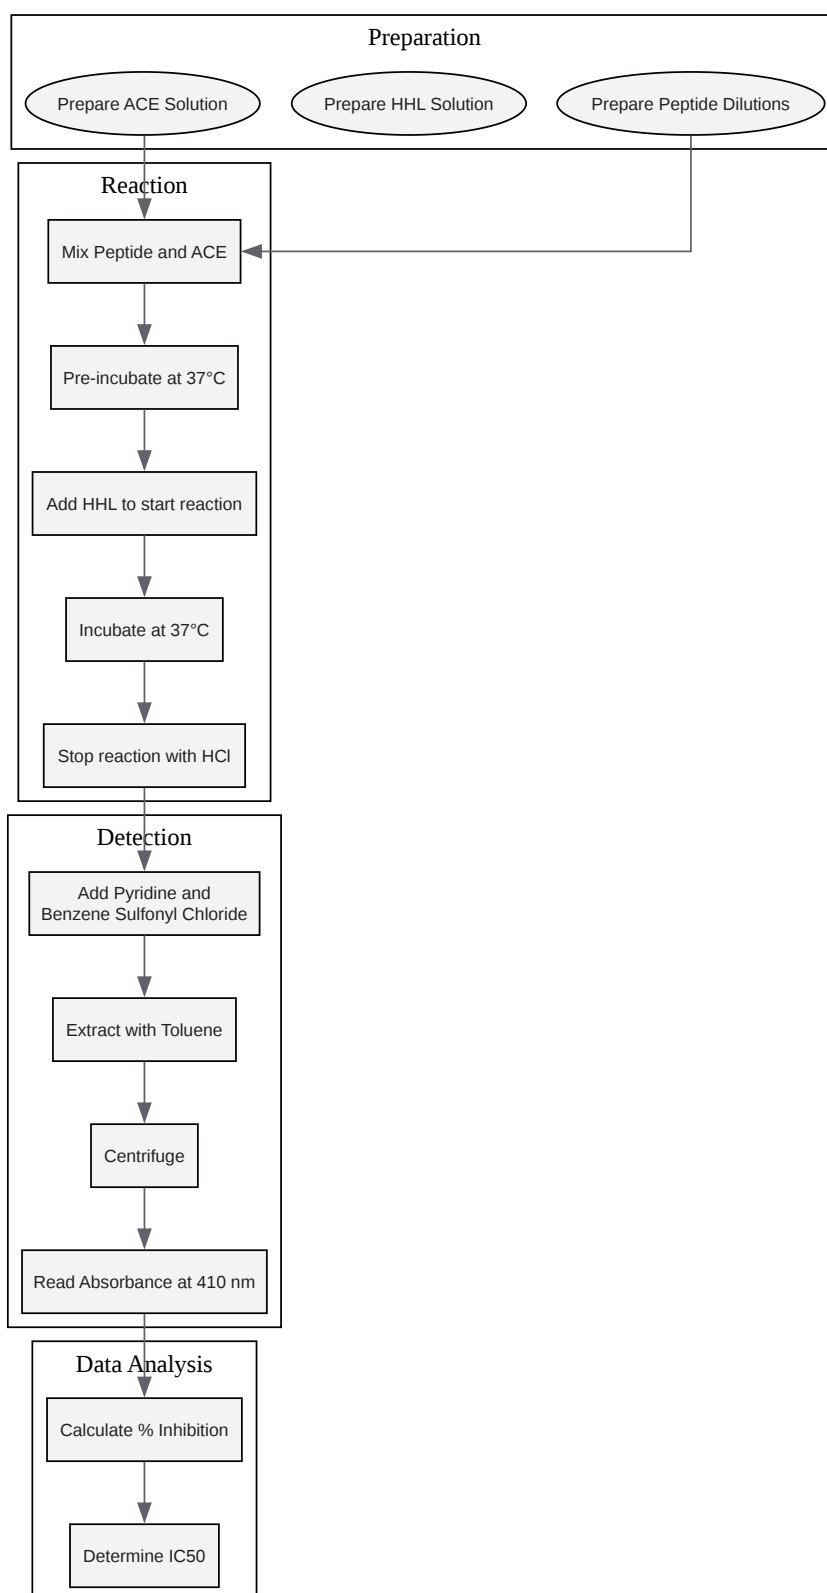 Preparation
Prepare ACE Solution
Prepare HHL Solution
Prepare Peptide Dilutions
Reaction
Mix Peptide and ACE
Pre-incubate at 37°C
Add HHL to start reaction
Incubate at 37°C
Stop reaction with HCl
Detection
Add Pyridine and
Benzene Sulfonyl Chloride
Extract with Toluene
Centrifuge
Read Absorbance at 410 nm
Data Analysis
Calculate % Inhibition
Determine IC50